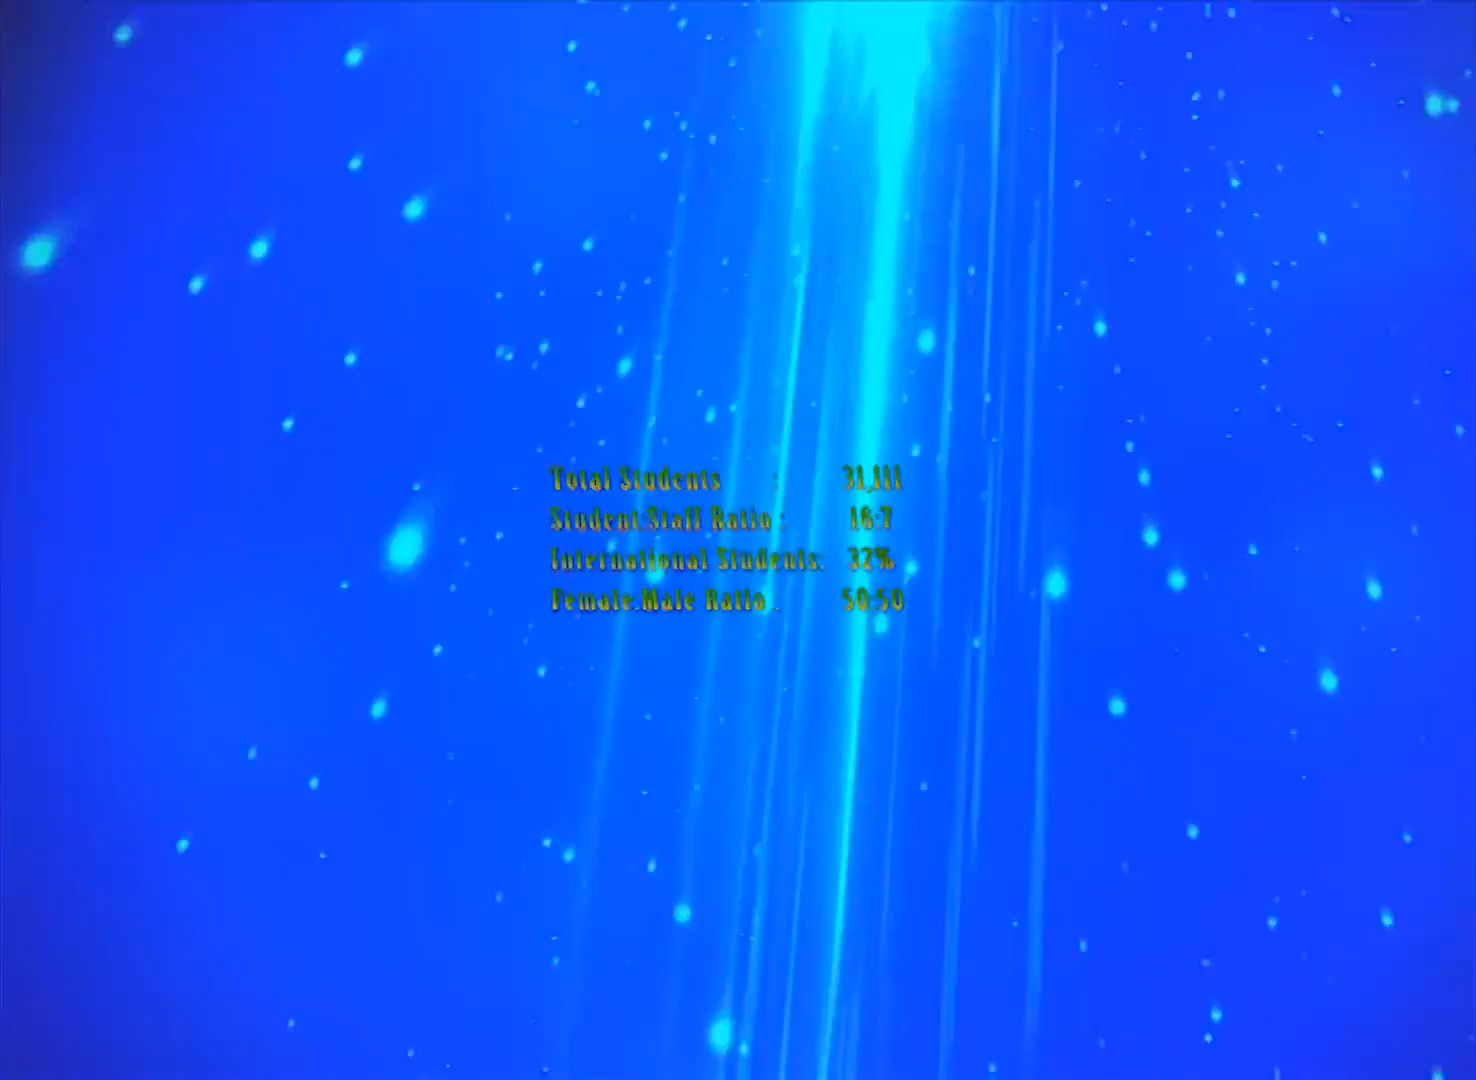 Total Students : 31,111
Student:Staff Ratio : 16:7
International Students: 32%
Female:Male Ratio : 50:50